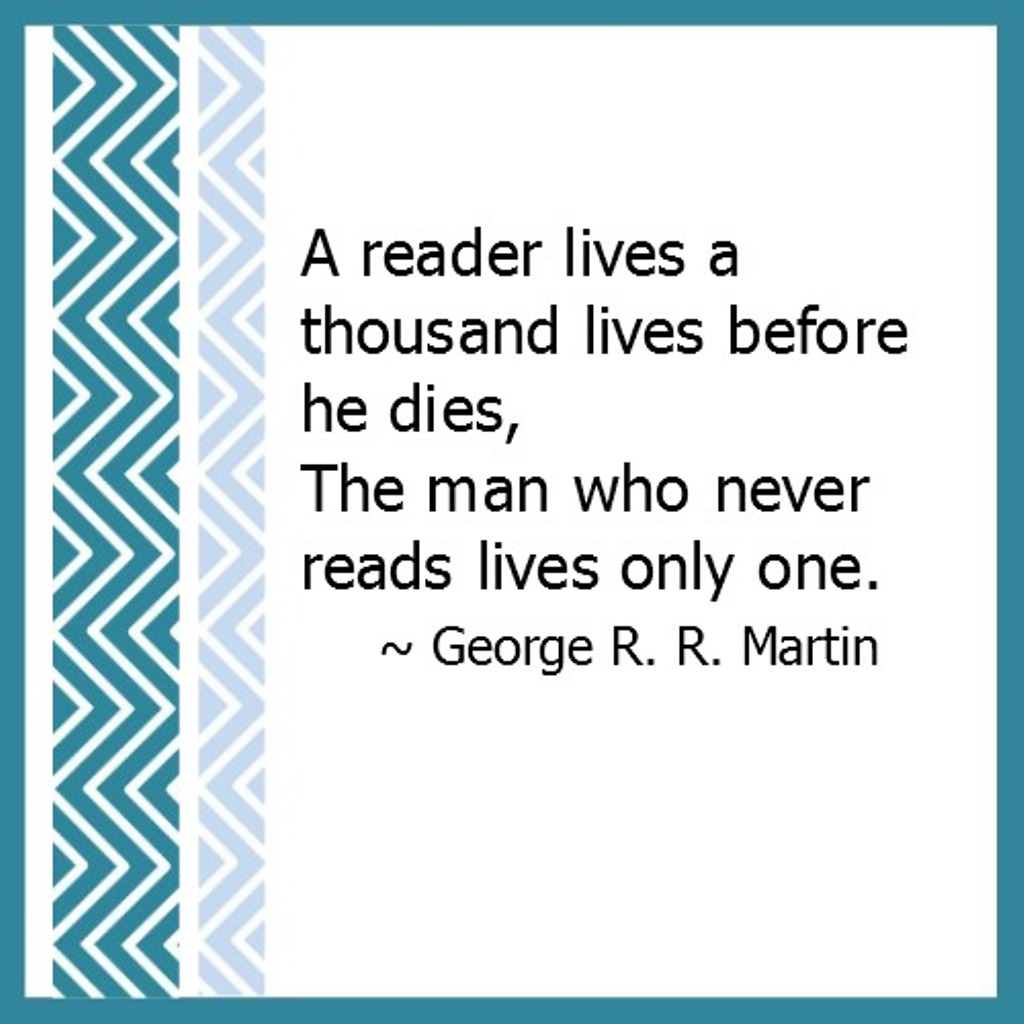 A reader lives a
thousand lives before
he dies,
The man who never
reads lives only one.
~ George R. R. Martin